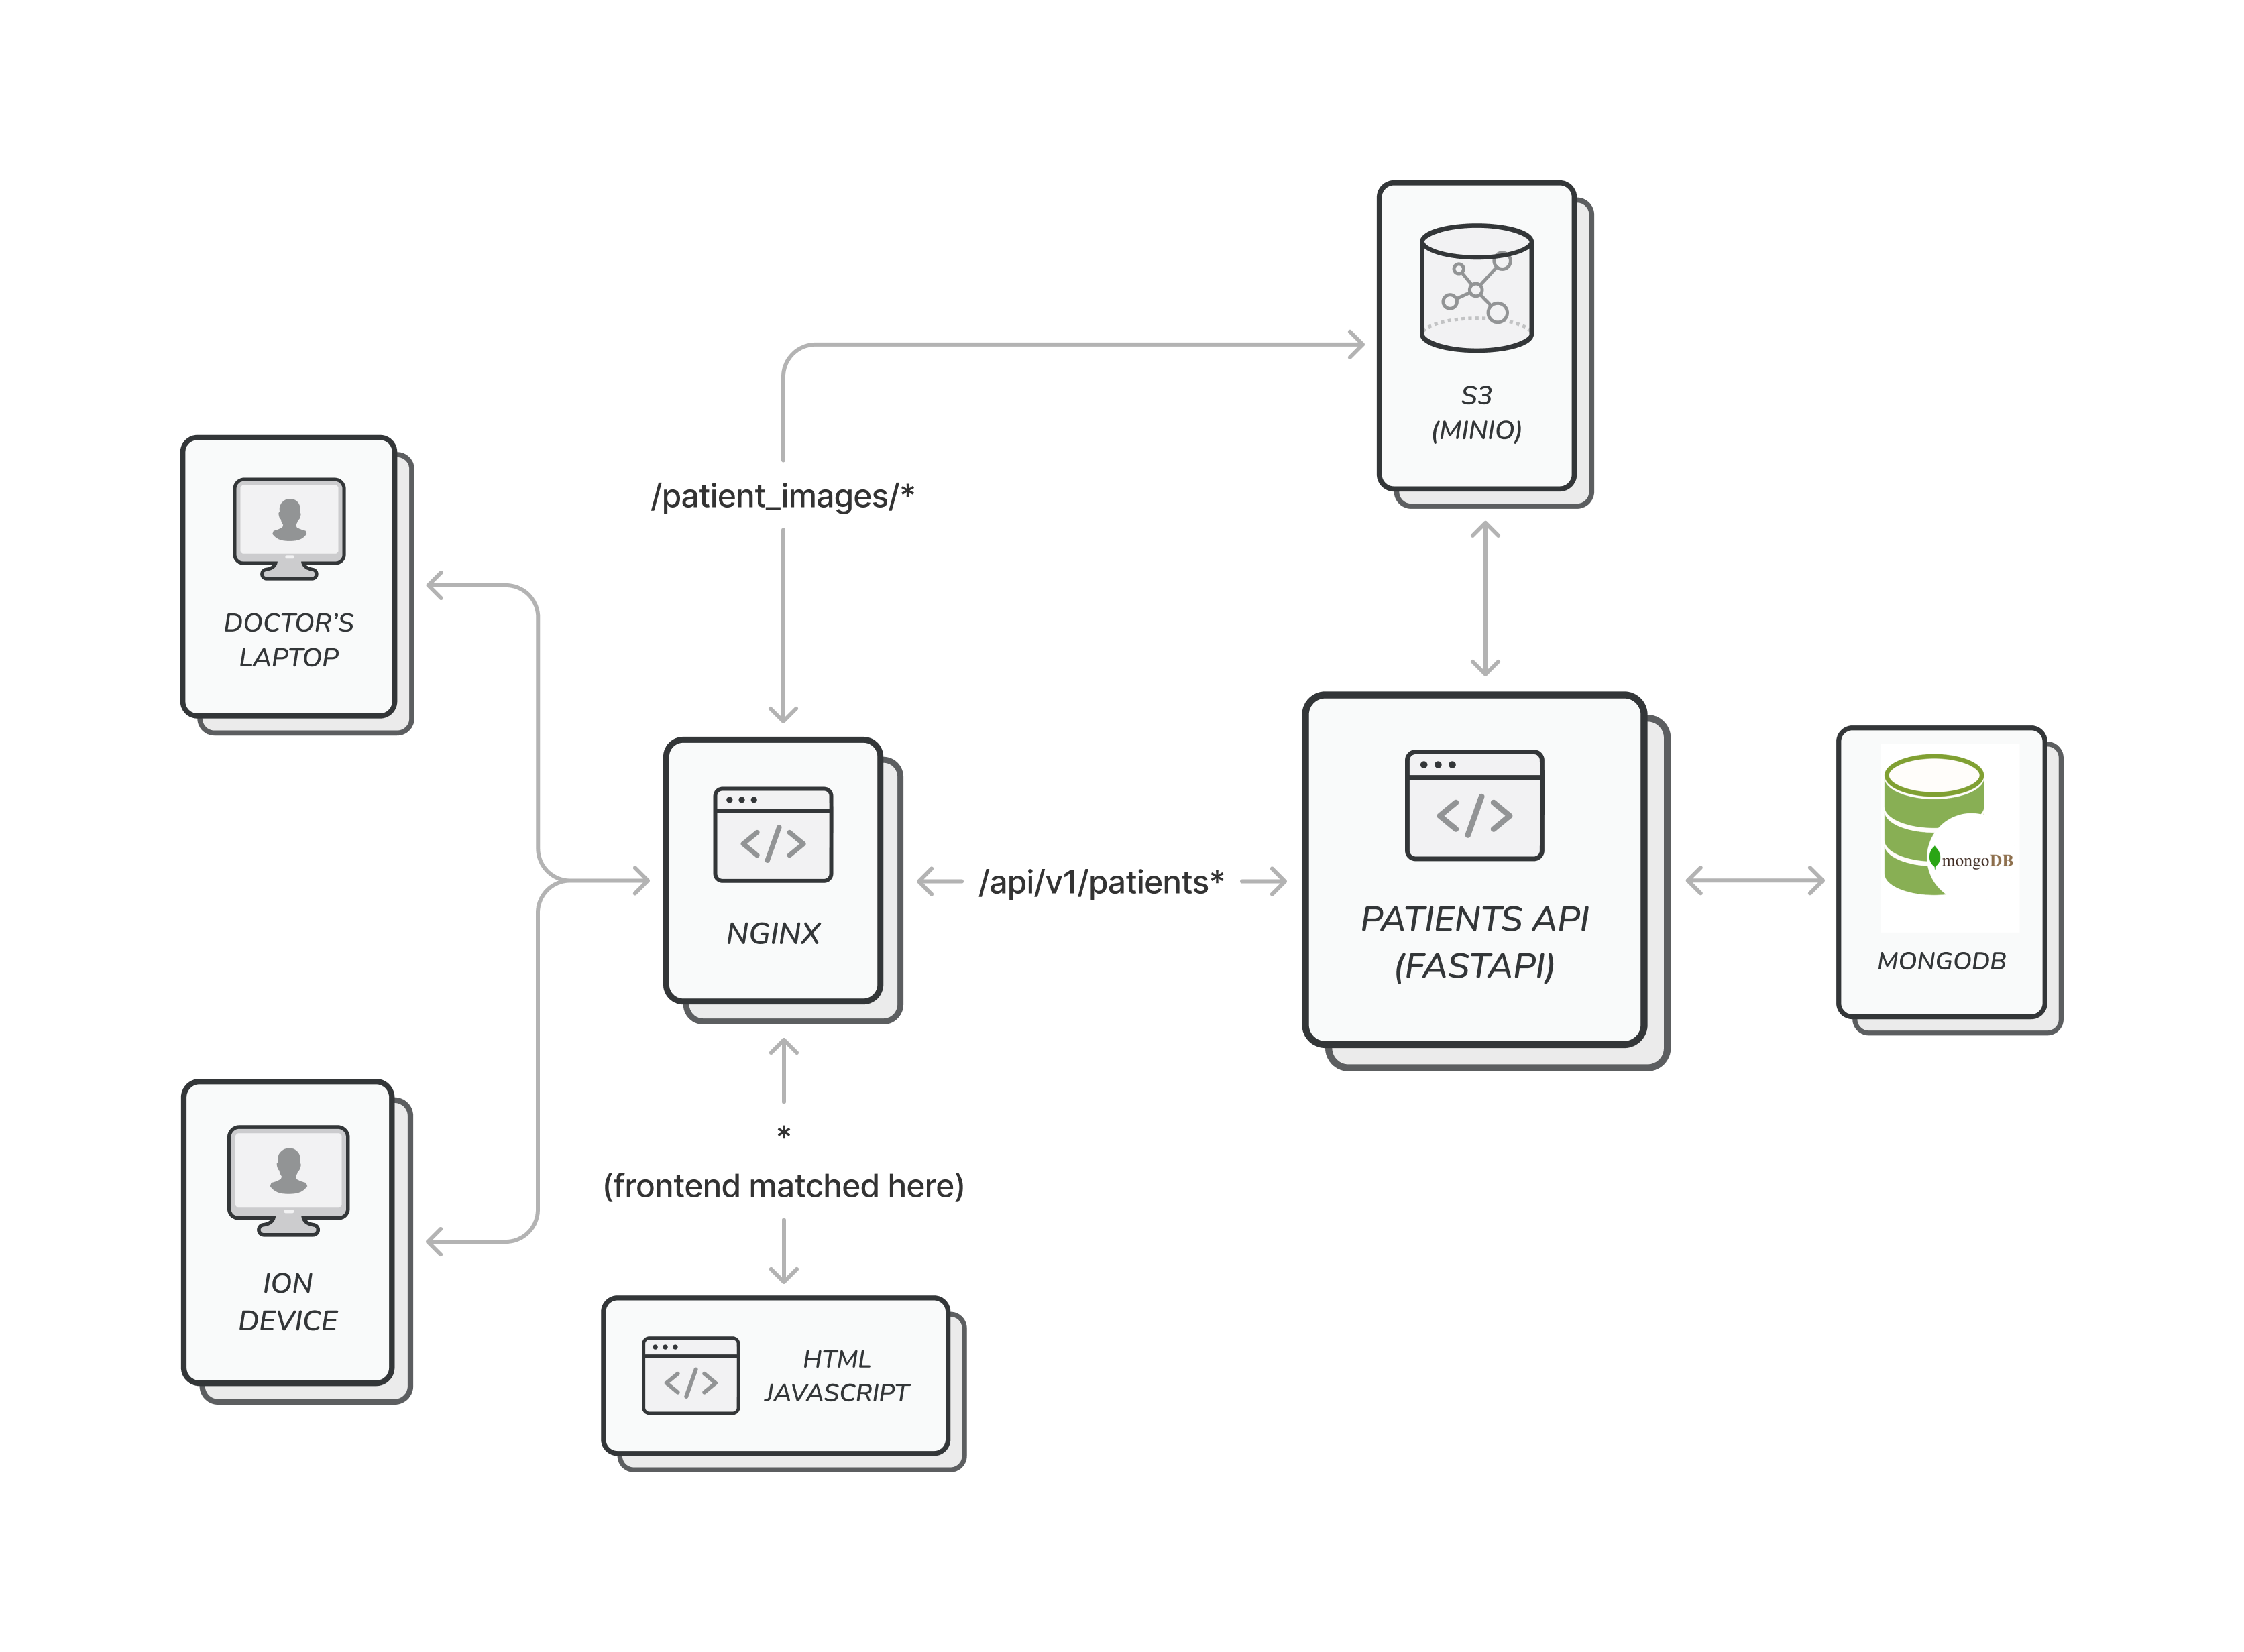 S3
(MINIO)
/patient_images/*
DOCTOR'S
LAPTOP
NGINX
/api/v1/patients*
PATIENTS API
(FASTAPI)
mongoDB
MONGODB
*
(frontend matched here)
ION
DEVICE
HTML
JAVASCRIPT